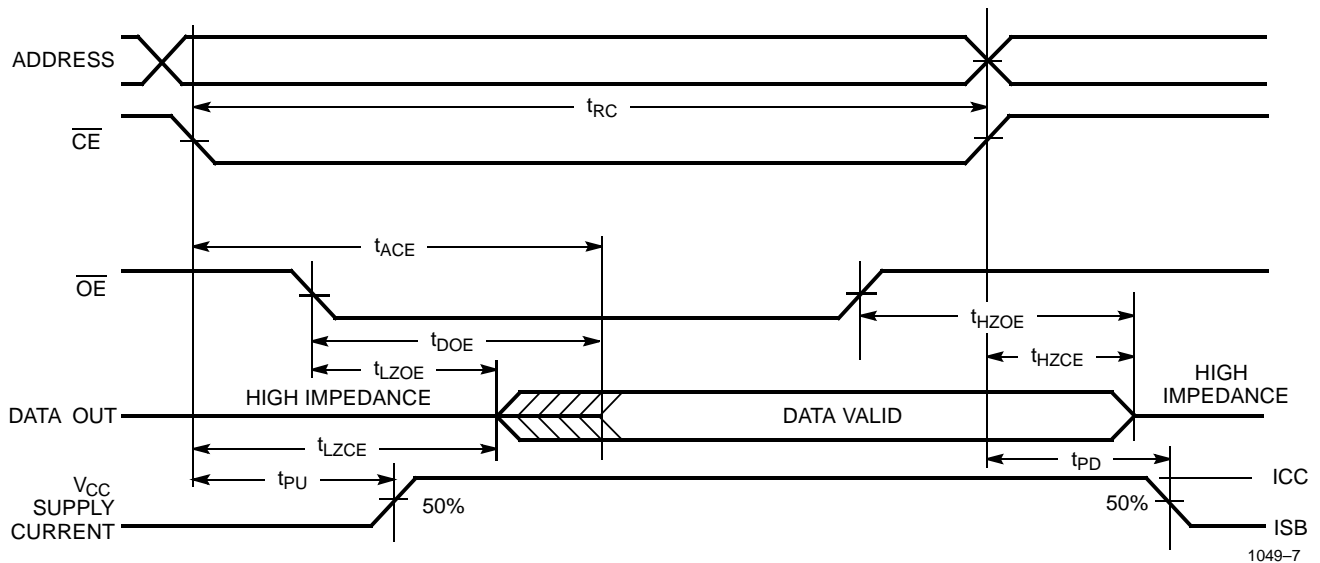 ADDRESS
tRC
CE
tACE
OE
tHZOE
tDOE
tHZCE
tLZOE
HIGH IMPEDANCE
HIGH
IMPEDANCE
DATA OUT
DATA VALID
tLZCE
tPD
tPU
VCC
SUPPLY
CURRENT
50%
50%
ICC
ISB
1049–7